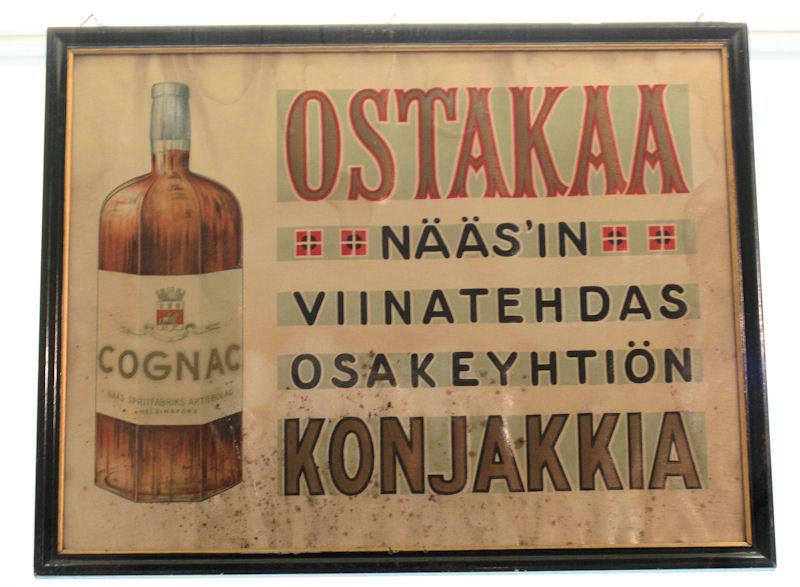 OSTAKAA
NÄÄS'IN
VIINATEHDAS
OSAKEYHTIÖN
KONJAKKIA
COGNAC
NÄÄS SPRITFABRIKS AKTIEBOLAG
HELSINGFORS